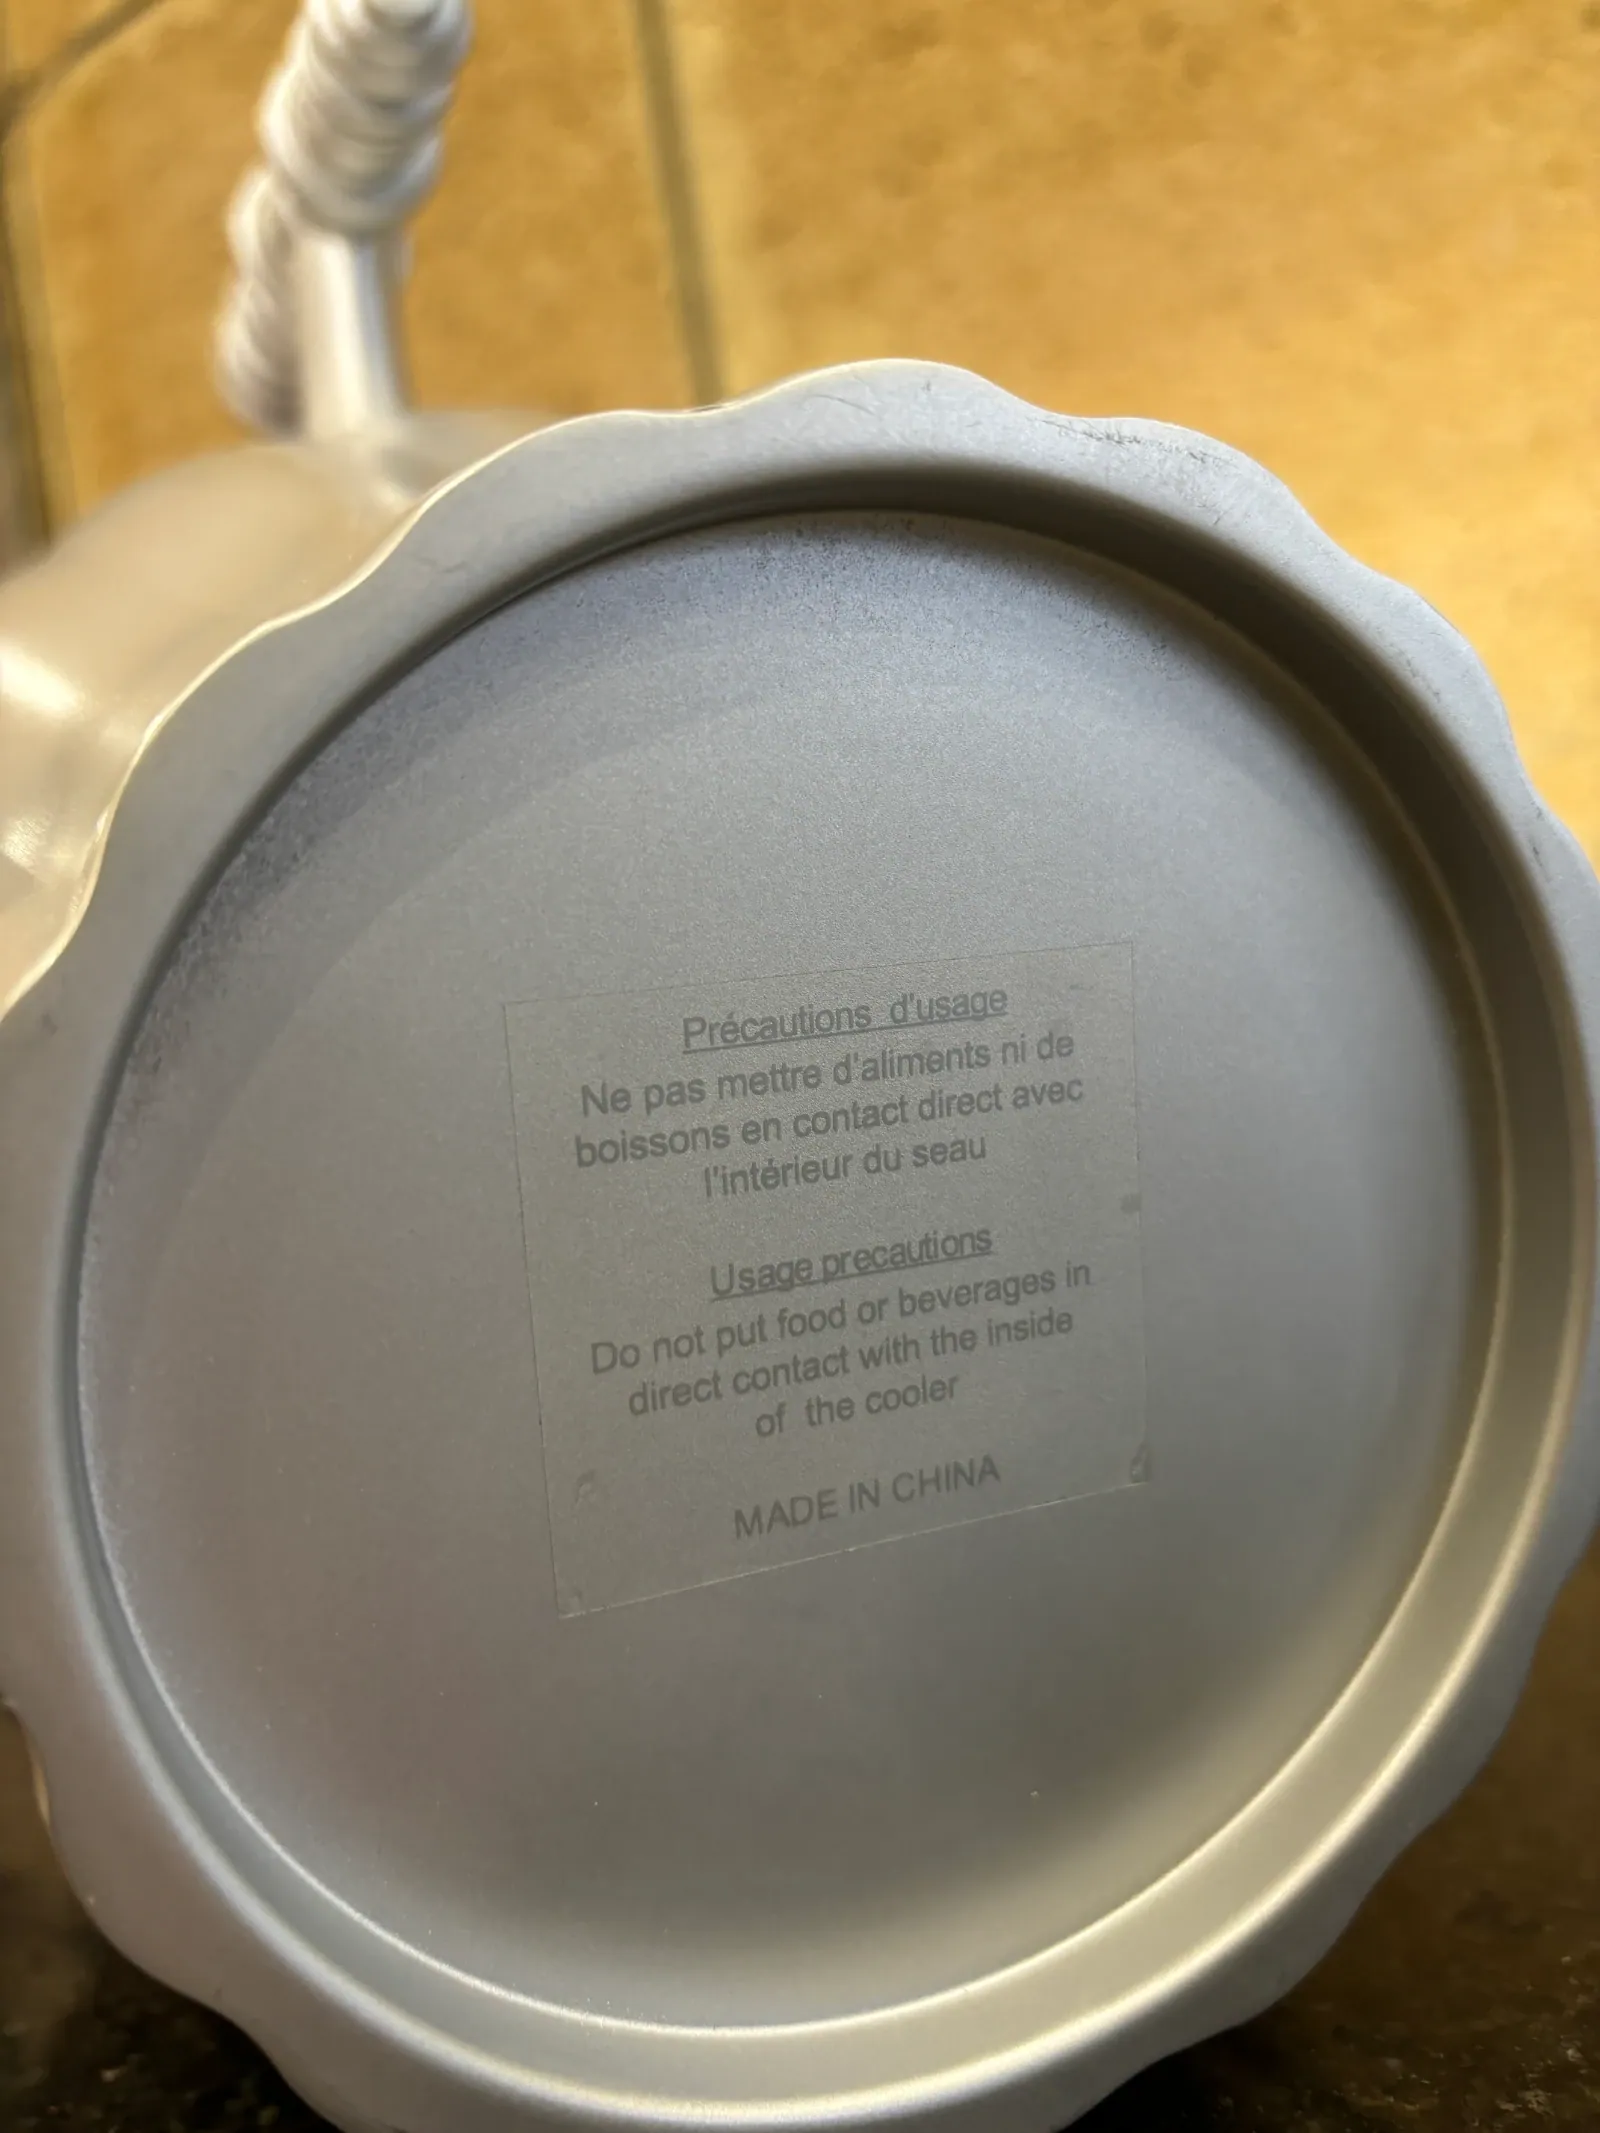 Précautions d'usage
Ne pas mettre d'aliments ni de
boissons en contact direct avec
l'intérieur du seau
Usage precautions
Do not put food or beverages in
direct contact with the inside
of the cooler
MADE IN CHINA